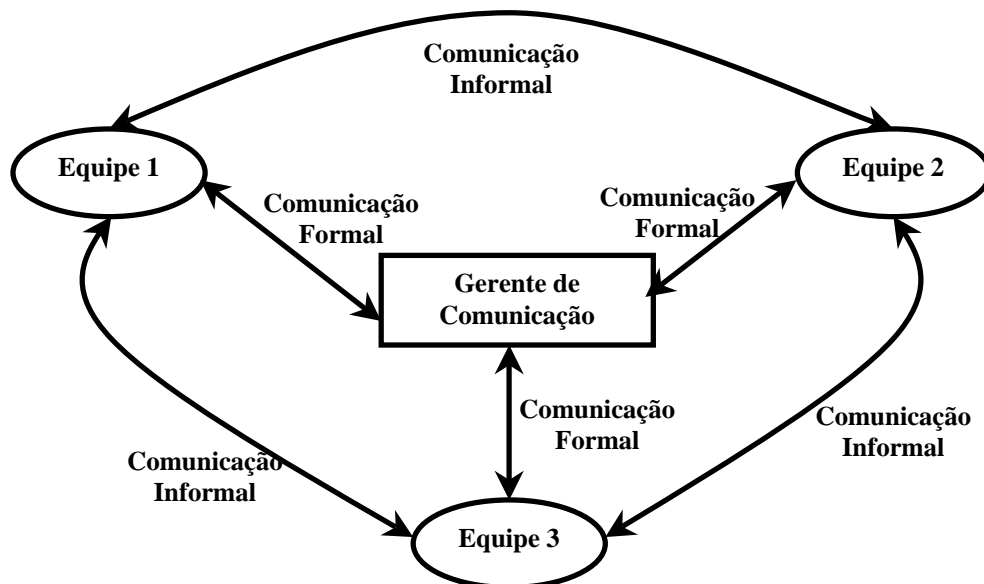 Comunicação
Informal
Equipe 1
Equipe 2
Comunicação
Formal
Comunicação
Formal
Gerente de
Comunicação
Comunicação
Formal
Comunicação
Informal
Comunicação
Informal
Equipe 3